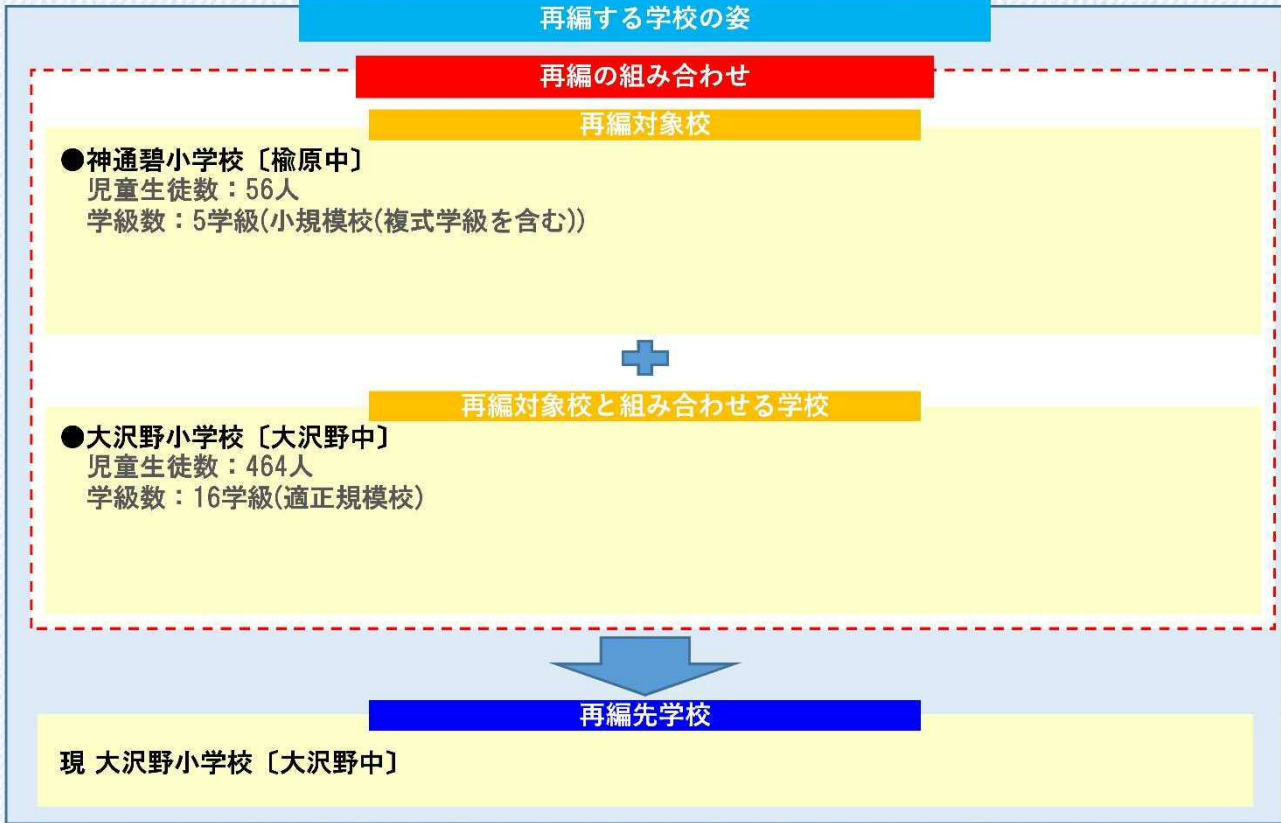 再編する学校の姿
再編の組み合わせ
再編対象校
●神通碧小学校〔楡原中〕
児童生徒数：56人
学級数：5学級(小規模校(複式学級を含む))
再編対象校と組み合わせる学校
●大沢野小学校〔大沢野中〕
児童生徒数：464人
学級数：16学級(適正規模校)
再編先学校
現 大沢野小学校〔大沢野中〕